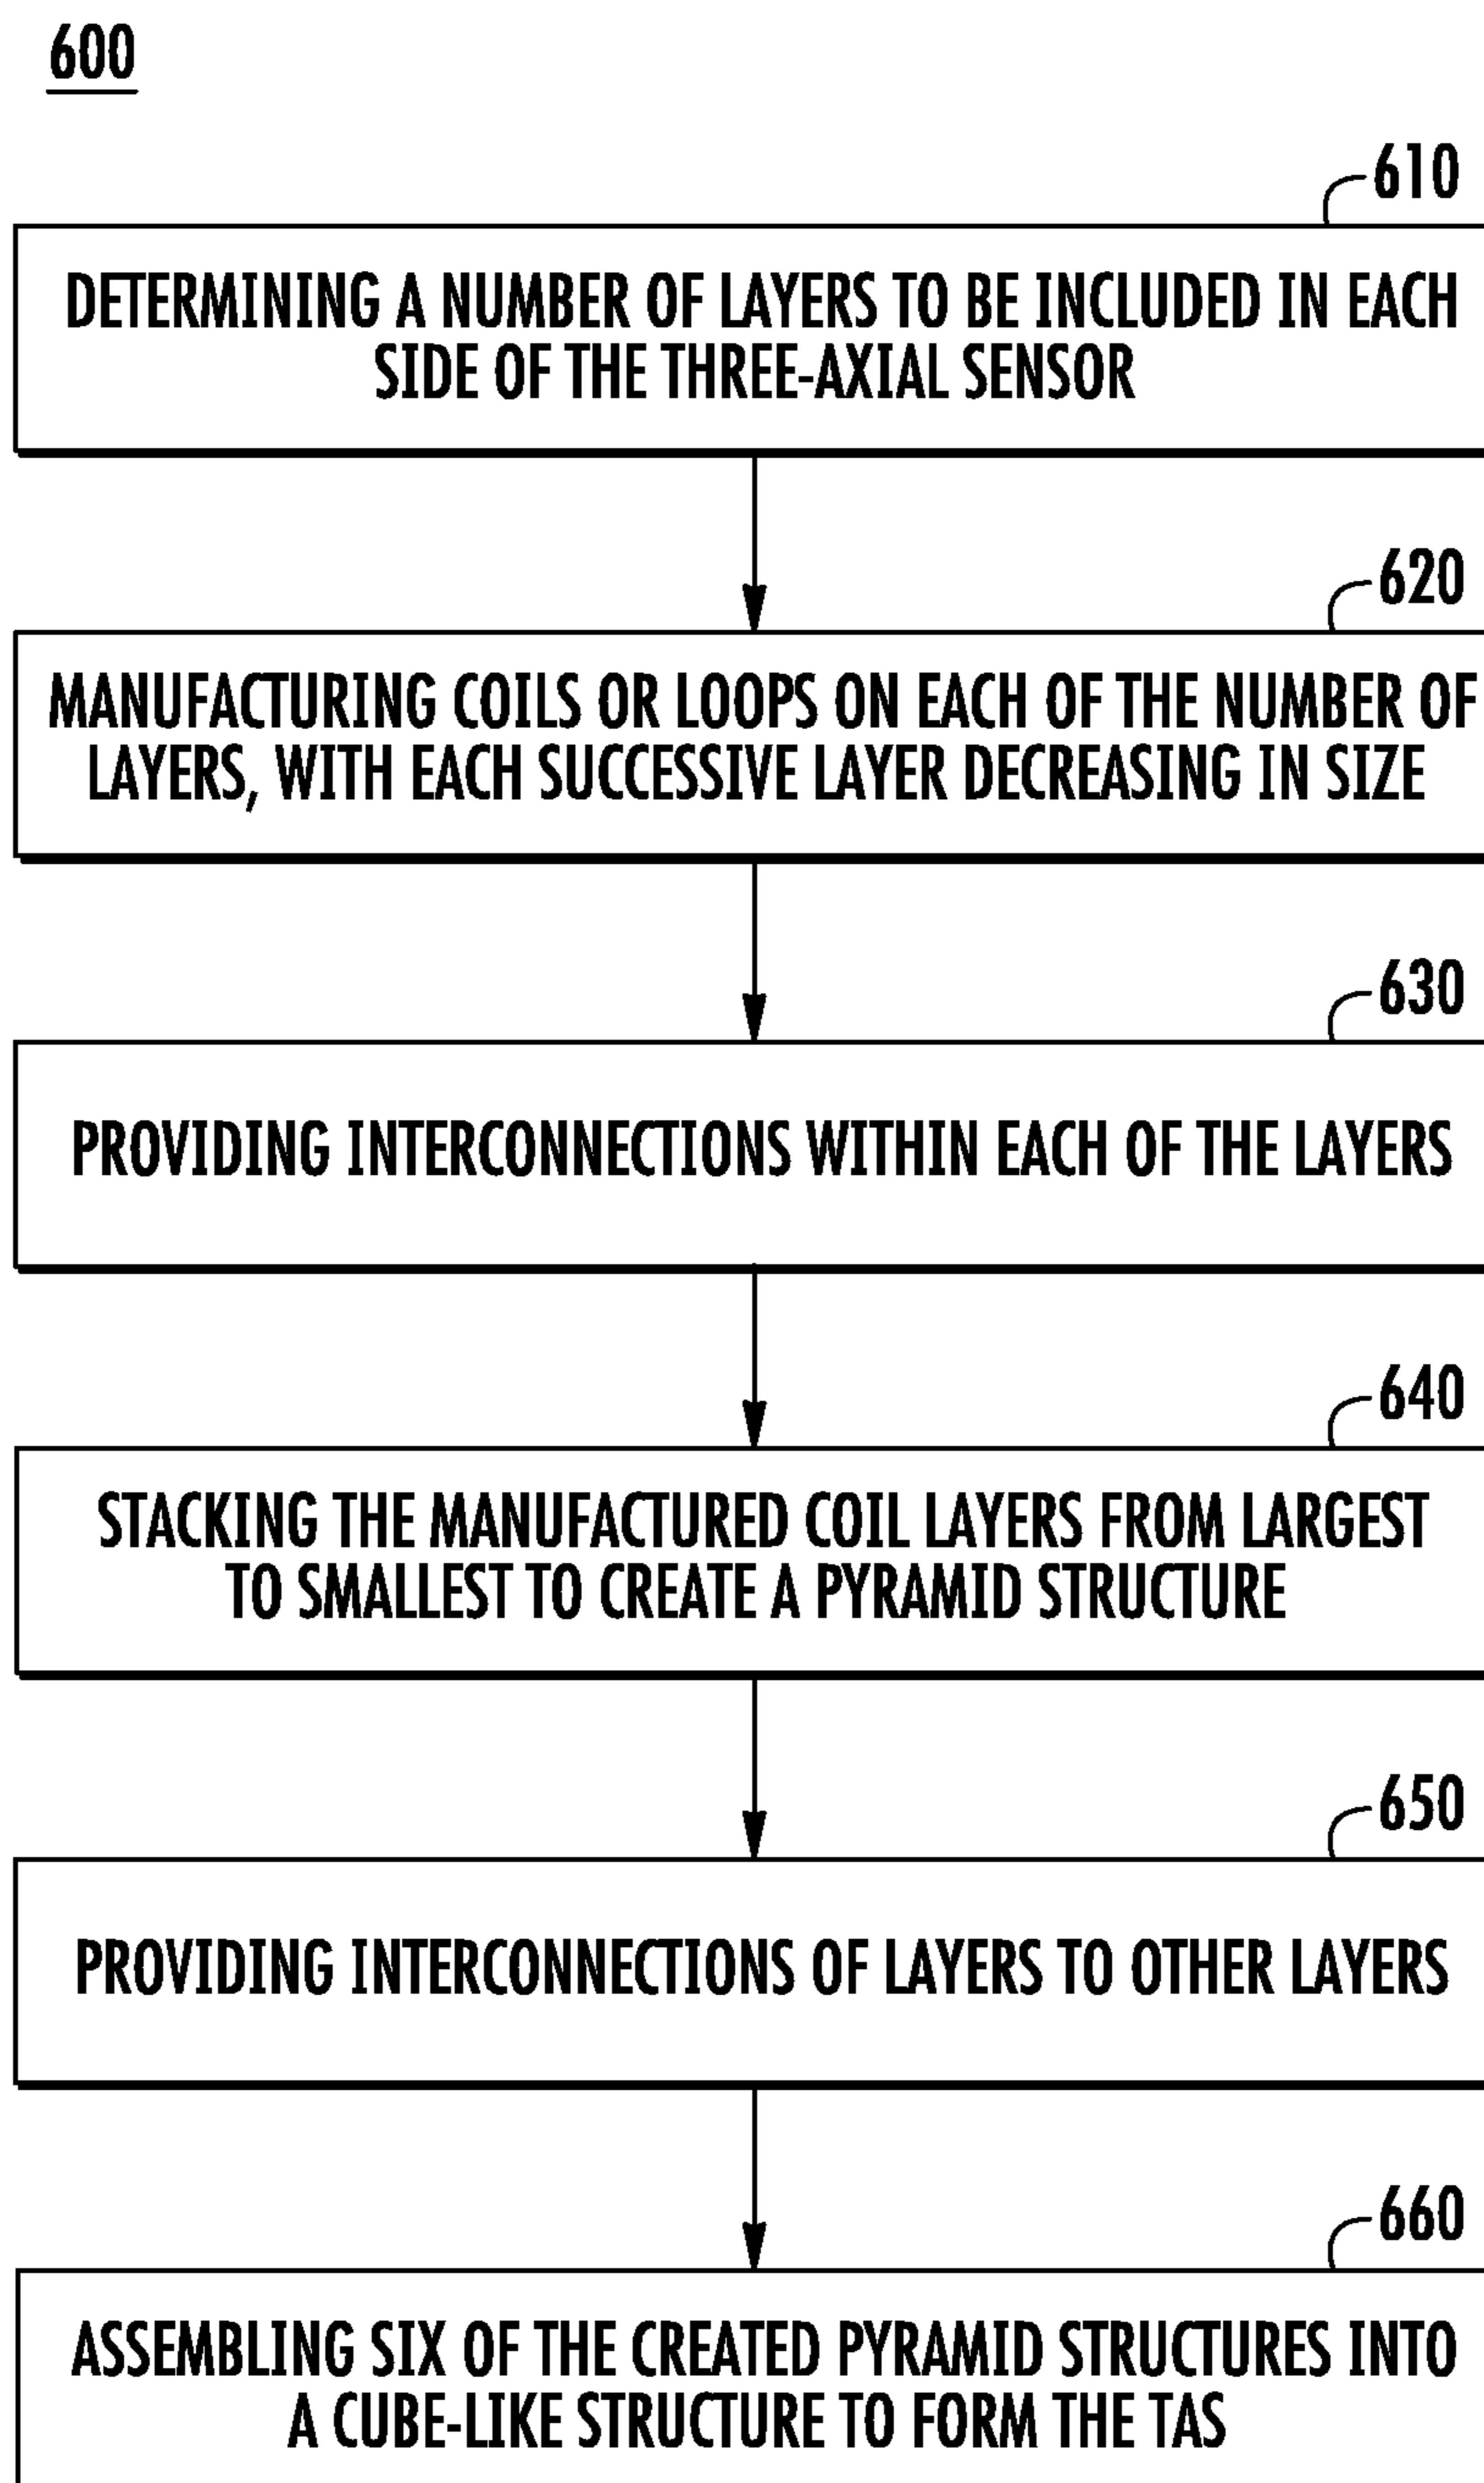 600
610
DETERMINING A NUMBER OF LAYERS TO BE INCLUDED IN EACH
SIDE OF THE THREE-AXIAL SENSOR
620
MANUFACTURING COILS OR LOOPS ON EACH OF THE NUMBER OF
LAYERS, WITH EACH SUCCESSIVE LAYER DECREASING IN SIZE
630
PROVIDING INTERCONNECTIONS WITHIN EACH OF THE LAYERS
640
STACKING THE MANUFACTURED COIL LAYERS FROM LARGEST
TO SMALLEST TO CREATE A PYRAMID STRUCTURE
650
PROVIDING INTERCONNECTIONS OF LAYERS TO OTHER LAYERS
660
ASSEMBLING SIX OF THE CREATED PYRAMID STRUCTURES INTO
A CUBE-LIKE STRUCTURE TO FORM THE TAS